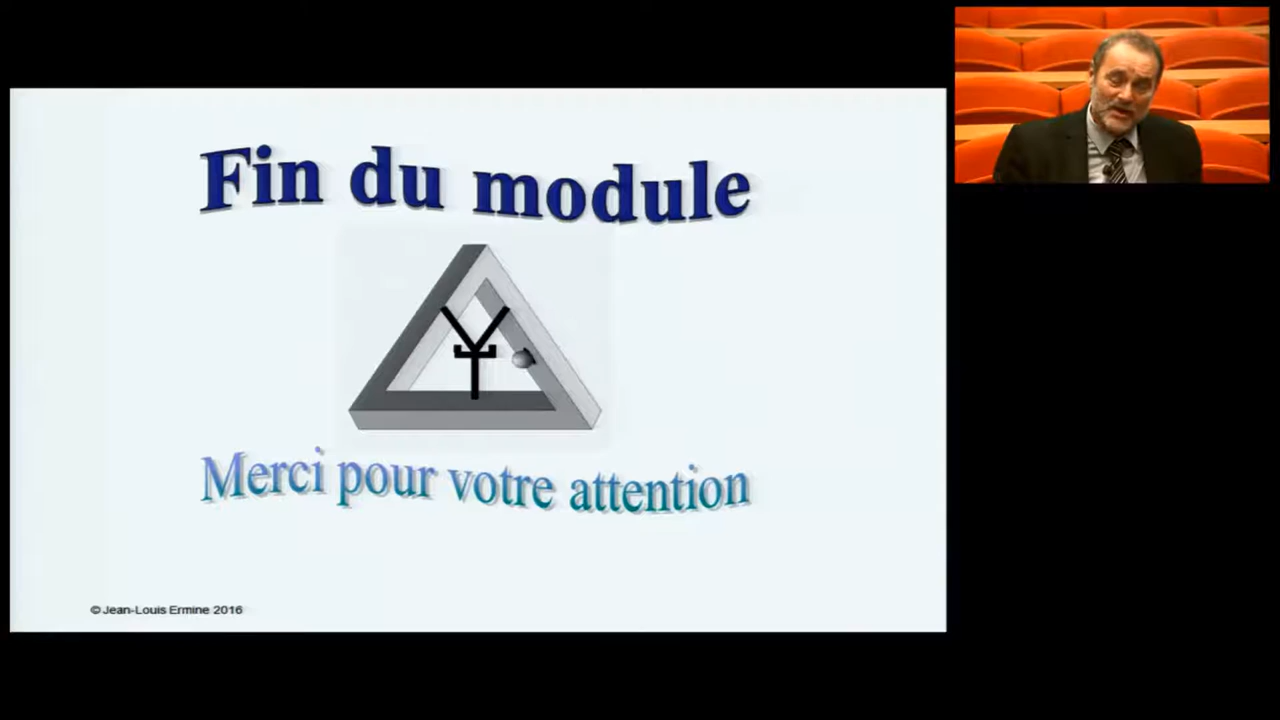 Fin du module
Merci pour votre attention
© Jean-Louis Ermine 2016